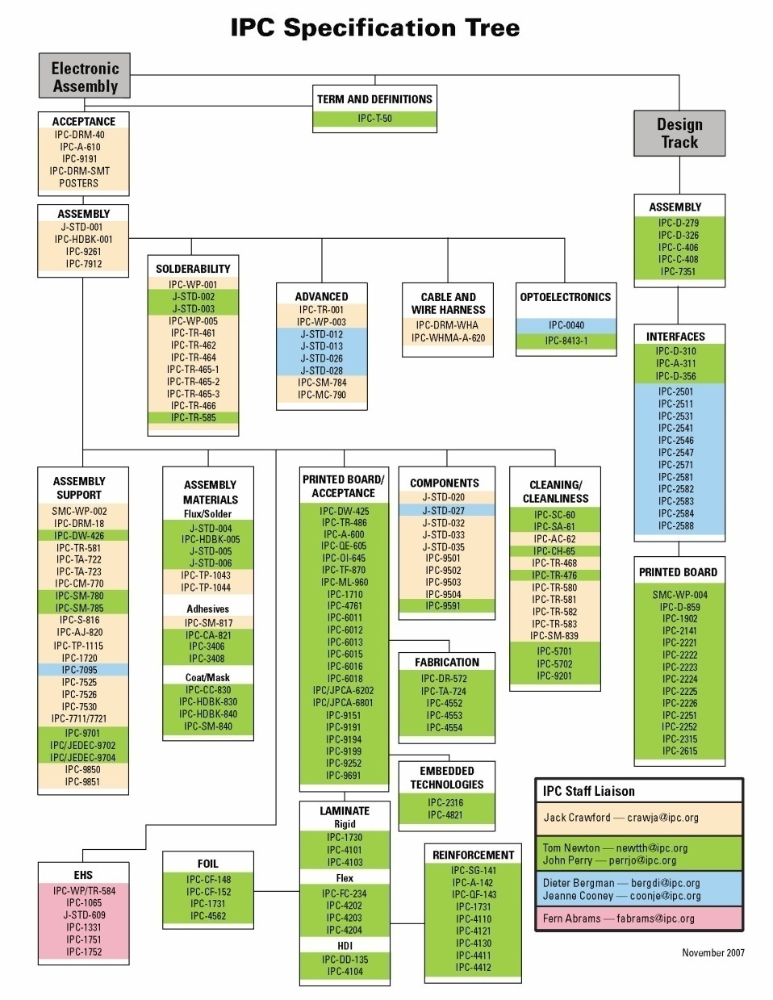 IPC Specification Tree
Electronic
Assembly
TERM AND DEFINITIONS
IPC-T-50
Design
Track
ACCEPTANCE
IPC-DRM-40
IPC-A-610
IPC-9191
IPC-DRM-SMT
POSTERS
ASSEMBLY
J-STD-001
IPC-HDBK-001
IPC-9261
IPC-7912
SOLDERABILITY
IPC-WP-001
J-STD-002
J-STD-003
IPC-WP-005
IPC-TR-461
IPC-TR-462
IPC-TR-464
IPC-TR-465-1
IPC-TR-465-2
IPC-TR-465-3
IPC-TR-466
IPC-TR-585
ADVANCED
IPC-TR-001
IPC-WP-003
J-STD-012
J-STD-013
J-STD-026
J-STD-028
IPC-SM-784
IPC-MC-790
CABLE AND
WIRE HARNESS
IPC-DRM-WHA
IPC-WHMA-A-620
OPTOELECTRONICS
IPC-0040
IPC-8413-1
ASSEMBLY
IPC-D-279
IPC-D-326
IPC-C-406
IPC-C-408
IPC-7351
INTERFACES
IPC-D-310
IPC-A-311
IPC-D-356
IPC-2501
IPC-2511
IPC-2531
IPC-2541
IPC-2546
IPC-2547
IPC-2571
IPC-2581
IPC-2582
IPC-2583
IPC-2584
IPC-2588
PRINTED BOARD
SMC-WP-004
IPC-D-859
IPC-1902
IPC-2141
IPC-2221
IPC-2222
IPC-2223
IPC-2224
IPC-2225
IPC-2226
IPC-2251
IPC-2252
IPC-2315
IPC-2615
ASSEMBLY
SUPPORT
SMC-WP-002
IPC-DRM-18
IPC-DW-426
IPC-TR-581
IPC-TA-722
IPC-TA-723
IPC-CM-770
IPC-SM-780
IPC-SM-785
IPC-S-816
IPC-AJ-820
IPC-TP-1115
IPC-1720
IPC-7095
IPC-7525
IPC-7526
IPC-7530
IPC-7711/7721
IPC-9701
IPC/JEDEC-9702
IPC/JEDEC-9704
IPC-9850
IPC-9851
ASSEMBLY
MATERIALS
Flux/Solder
J-STD-004
IPC-HDBK-005
J-STD-005
J-STD-006
IPC-TP-1043
IPC-TP-1044
Adhesives
IPC-SM-817
IPC-CA-821
IPC-3406
IPC-3408
Coat/Mask
IPC-CC-830
IPC-HDBK-830
IPC-HDBK-840
IPC-SM-840
PRINTED BOARD/
ACCEPTANCE
IPC-DW-425
IPC-TR-486
IPC-A-600
IPC-QE-605
IPC-OI-645
IPC-TF-870
IPC-ML-960
IPC-1710
IPC-4761
IPC-6011
IPC-6012
IPC-6013
IPC-6015
IPC-6016
IPC-6018
IPC/JPCA-6202
IPC/JPCA-6801
IPC-9151
IPC-9191
IPC-9194
IPC-9199
IPC-9252
IPC-9691
COMPONENTS
J-STD-020
J-STD-027
J-STD-032
J-STD-033
J-STD-035
IPC-9501
IPC-9502
IPC-9503
IPC-9504
IPC-9591
CLEANING/
CLEANLINESS
IPC-SC-60
IPC-SA-61
IPC-AC-62
IPC-CH-65
IPC-TR-468
IPC-TR-476
IPC-TR-580
IPC-TR-581
IPC-TR-582
IPC-TR-583
IPC-SM-839
IPC-5701
IPC-5702
IPC-9201
FABRICATION
IPC-DR-572
IPC-TA-724
IPC-4552
IPC-4553
IPC-4554
EMBEDDED
TECHNOLOGIES
IPC-2316
IPC-4821
LAMINATE
Rigid
IPC-1730
IPC-4101
IPC-4103
Flex
IPC-FC-234
IPC-4202
IPC-4203
IPC-4204
HDI
IPC-DD-135
IPC-4104
REINFORCEMENT
IPC-SG-141
IPC-A-142
IPC-QF-143
IPC-1731
IPC-4110
IPC-4121
IPC-4130
IPC-4411
IPC-4412
FOIL
IPC-CF-148
IPC-CF-152
IPC-1731
IPC-4562
EHS
IPC-WP/TR-584
IPC-1065
J-STD-609
IPC-1331
IPC-1751
IPC-1752
IPC Staff Liaison
Jack Crawford — crawja@ipc.org
Tom Newton — newtth@ipc.org
John Perry — perrjo@ipc.org
Dieter Bergman — bergdi@ipc.org
Jeanne Cooney — coonje@ipc.org
Fern Abrams — fabrams@ipc.org
November 2007